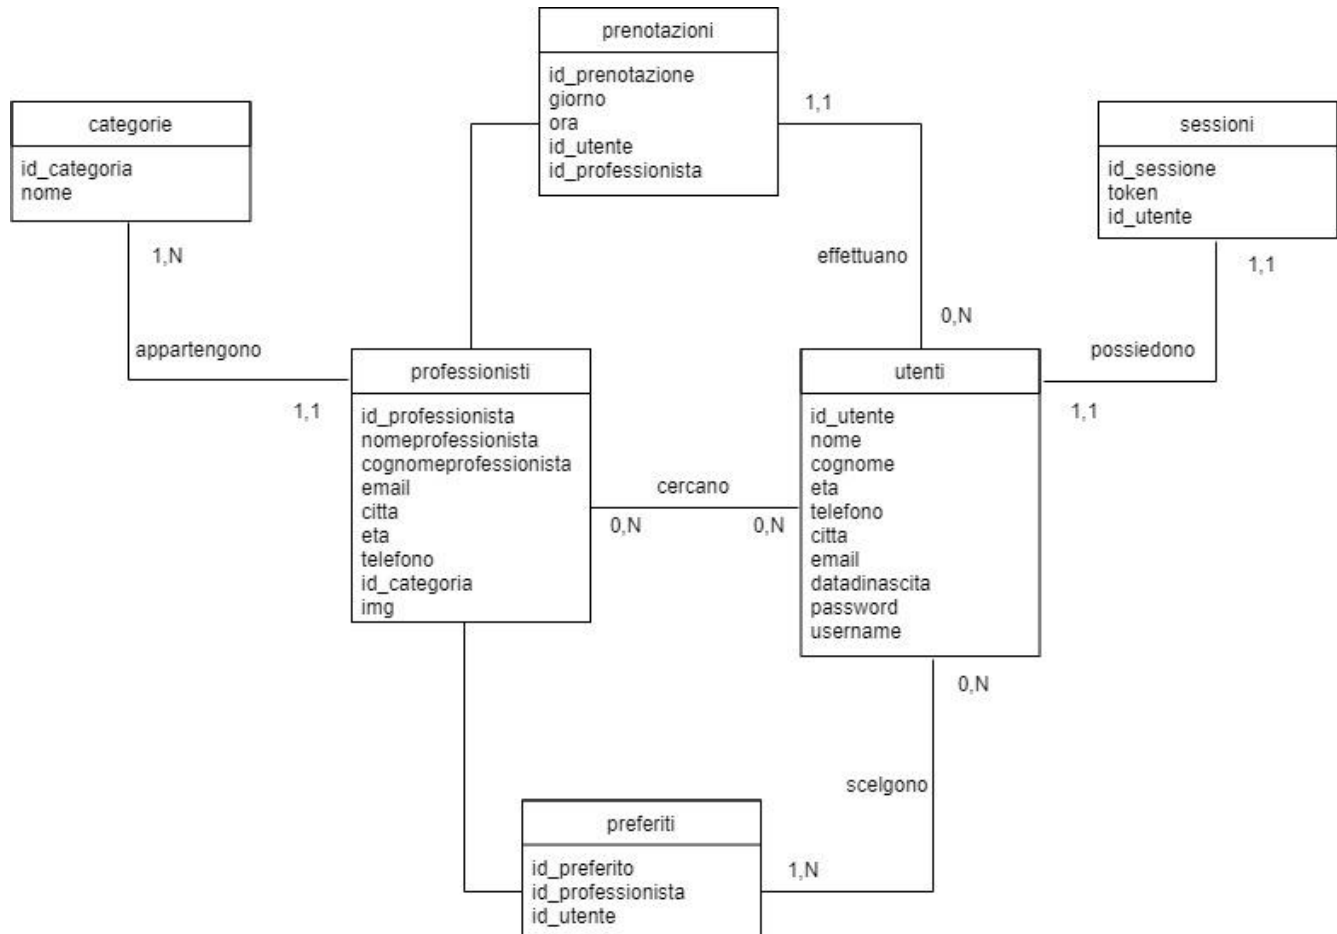 prenotazioni
id_prenotazione
giorno
ora
id_utente
id_professionista
1,1
categorie
id_categoria
nome
sessioni
id_sessione
token
id_utente
1,N
effettuano
1,1
0,N
appartengono
possiedono
1,1
1,1
professionisti
id_professionista
nomeprofessionista
cognomeprofessionista
email
citta
eta
telefono
id_categoria
img
cercano
0,N
0,N
utenti
id_utente
nome
cognome
eta
telefono
citta
email
datadinascita
password
username
0,N
scelgono
preferiti
id_preferito
id_professionista
id_utente
1,N